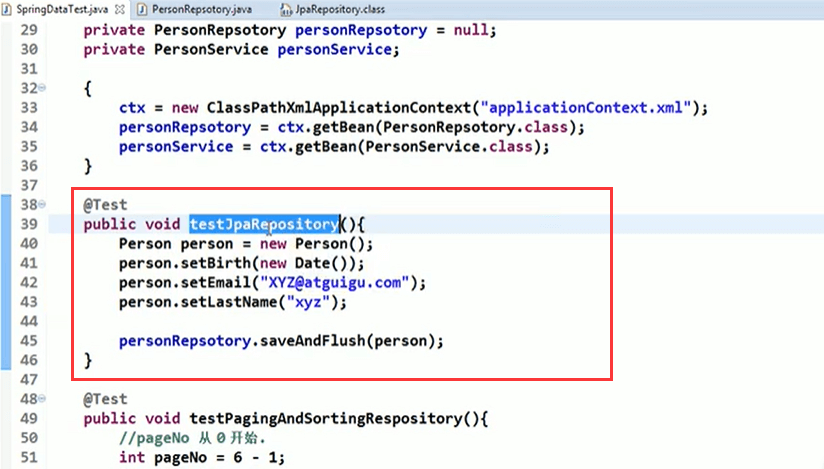 SpringDataTest.java PersonRepsotory.java JpaRepository.class
29 private PersonRepsotory personRepsotory = null;
30 private PersonService personService;
31
32 {
33 ctx = new ClassPathXmlApplicationContext("applicationContext.xml");
34 personRepsotory = ctx.getBean(PersonRepsotory.class);
35 personService = ctx.getBean(PersonService.class);
36 }
37
38 @Test
39 public void testJpaRepository(){
40 Person person = new Person();
41 person.setBirth(new Date());
42 person.setEmail("XYZ@atguigu.com");
43 person.setLastName("xyz");
44
45 personRepsotory.saveAndFlush(person);
46 }
47
48 @Test
49 public void testPagingAndSortingRespository(){
50 //pageNo 从 0 开始.
51 int pageNo = 6 - 1;